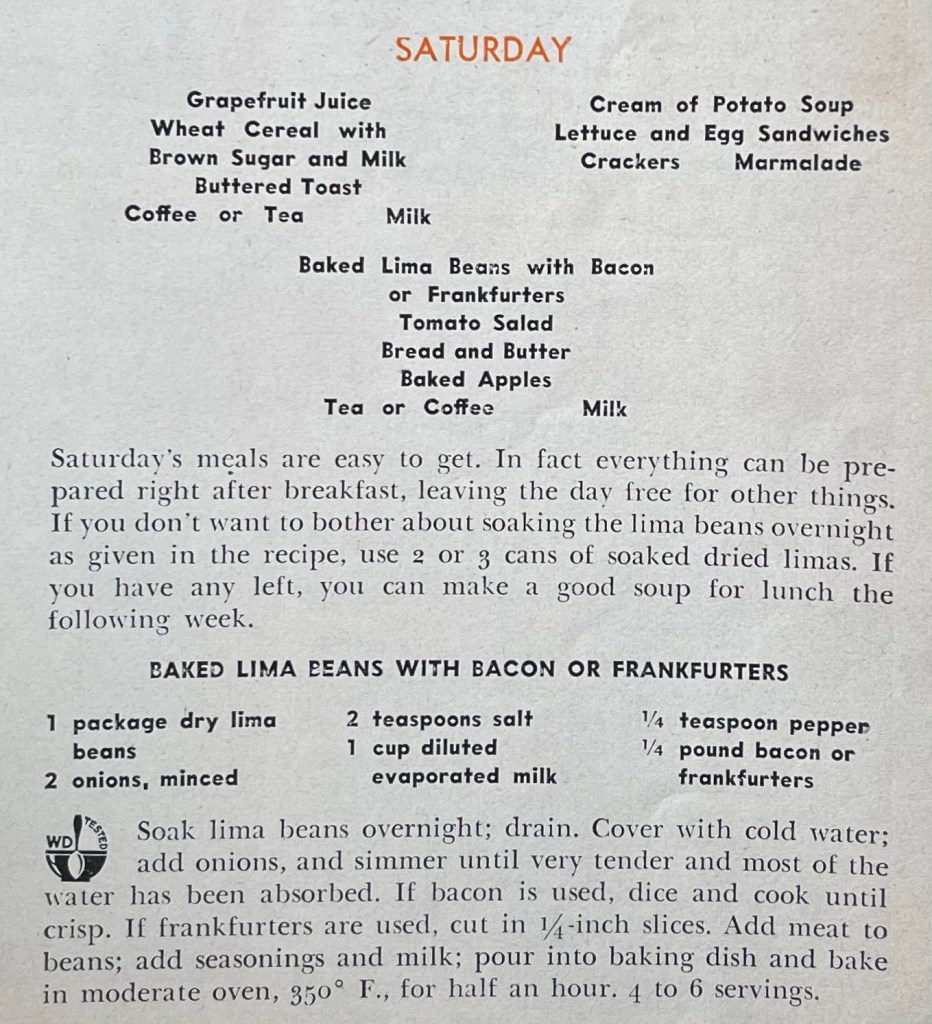 SATURDAY
Grapefruit Juice
Wheat Cereal with
Brown Sugar and Milk
Buttered Toast
Coffee or Tea Milk
Cream of Potato Soup
Lettuce and Egg Sandwiches
Crackers Marmalade
Baked Lima Beans with Bacon
or Frankfurters
Tomato Salad
Bread and Butter
Baked Apples
Tea or Coffee Milk
Saturday's meals are easy to get. In fact everything can be pre-
pared right after breakfast, leaving the day free for other things.
If you don't want to bother about soaking the lima beans overnight
as given in the recipe, use 2 or 3 cans of soaked dried limas. If
you have any left, you can make a good soup for lunch the
following week.
BAKED LIMA BEANS WITH BACON OR FRANKFURTERS
1 package dry lima
beans
2 onions, minced
2 teaspoons salt
1 cup diluted
evaporated milk
¼ teaspoon pepper
¼ pound bacon or
frankfurters
WD TESTED
Soak lima beans overnight; drain. Cover with cold water;
add onions, and simmer until very tender and most of the
water has been absorbed. If bacon is used, dice and cook until
crisp. If frankfurters are used, cut in ¼-inch slices. Add meat to
beans; add seasonings and milk; pour into baking dish and bake
in moderate oven, 350° F., for half an hour. 4 to 6 servings.